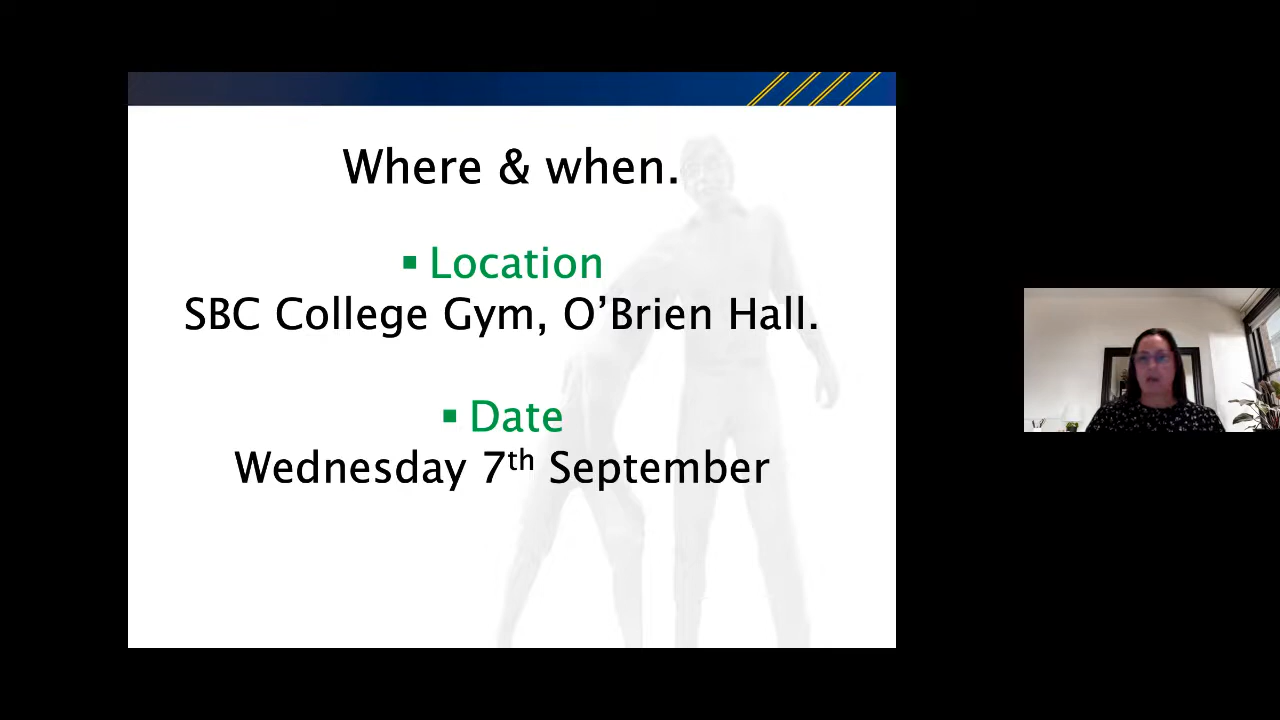 Where & when.
▪ Location
SBC College Gym, O’Brien Hall.
▪ Date
Wednesday 7th September